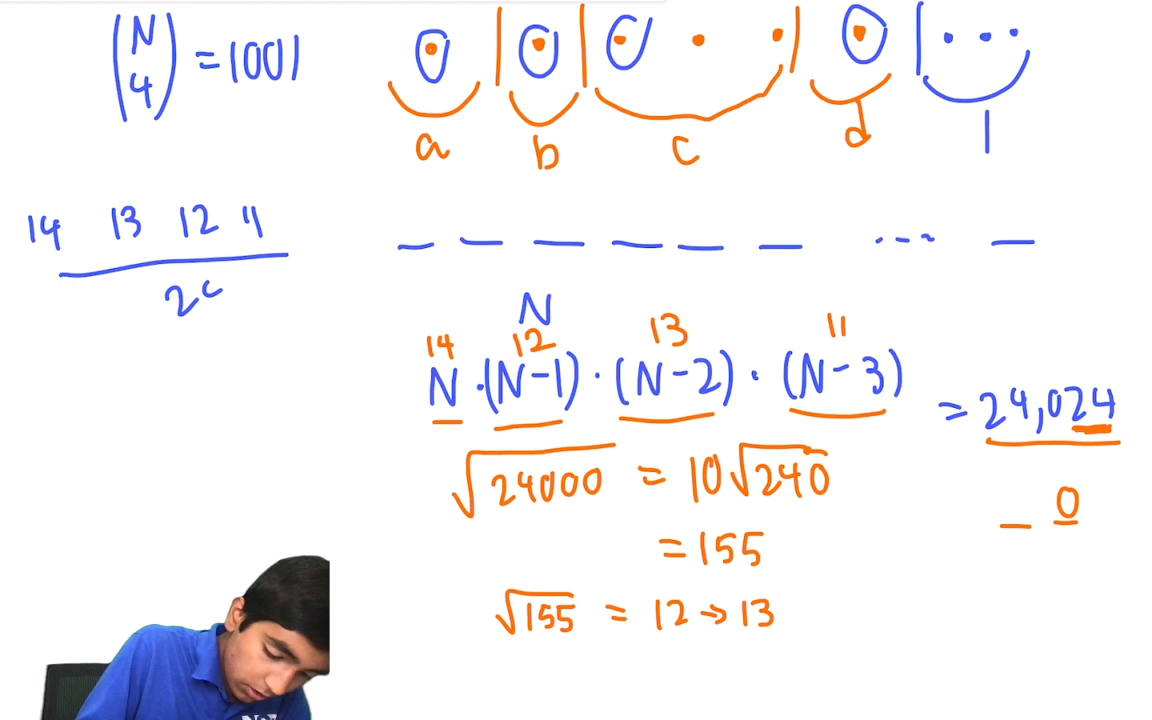 (N 4) = 1001
a b c d 1
14 13 12 11
2
N
14 12 13 11
N · (N-1) · (N-2) · (N-3) = 24,024
√24000 = 10√240
_ 0
= 155
√155 = 12 → 13